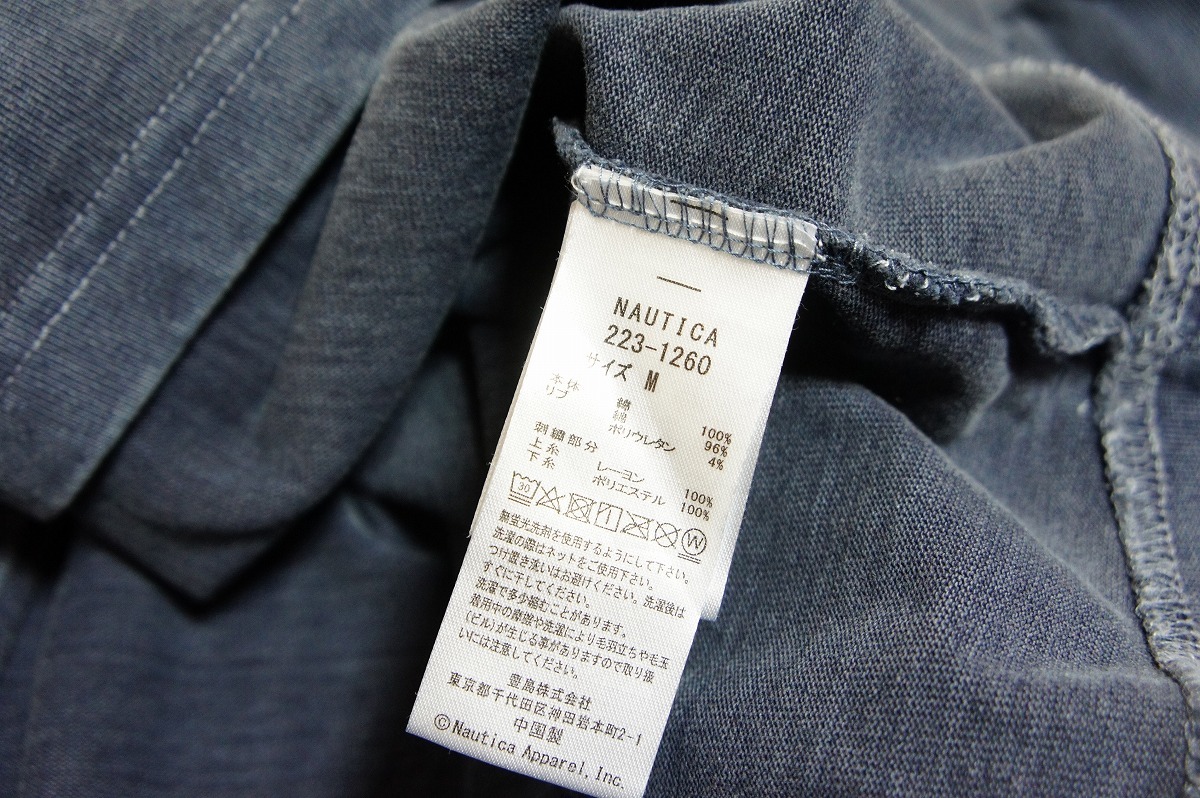 NAUTICA
223-1260
サイズ M
本体 綿 100%
リブ 綿 96%
ポリウレタン 4%
刺繍部分
上糸 レーヨン 100%
下糸 ポリエステル 100%
30 W
無蛍光洗剤を使用するようにして下さい。
洗濯の際はネットをご使用下さい。
つけ置き洗いはお避けください。洗濯後は
すぐに干してください。
洗濯で多少縮むことがあります。
着用中の摩擦や洗濯により毛羽立ちや毛玉
(ピル)が生じる事がありますので取り扱
いには注意してください。
豊島株式会社
東京都千代田区神田岩本町2-1
中国製
©Nautica Apparel, Inc.